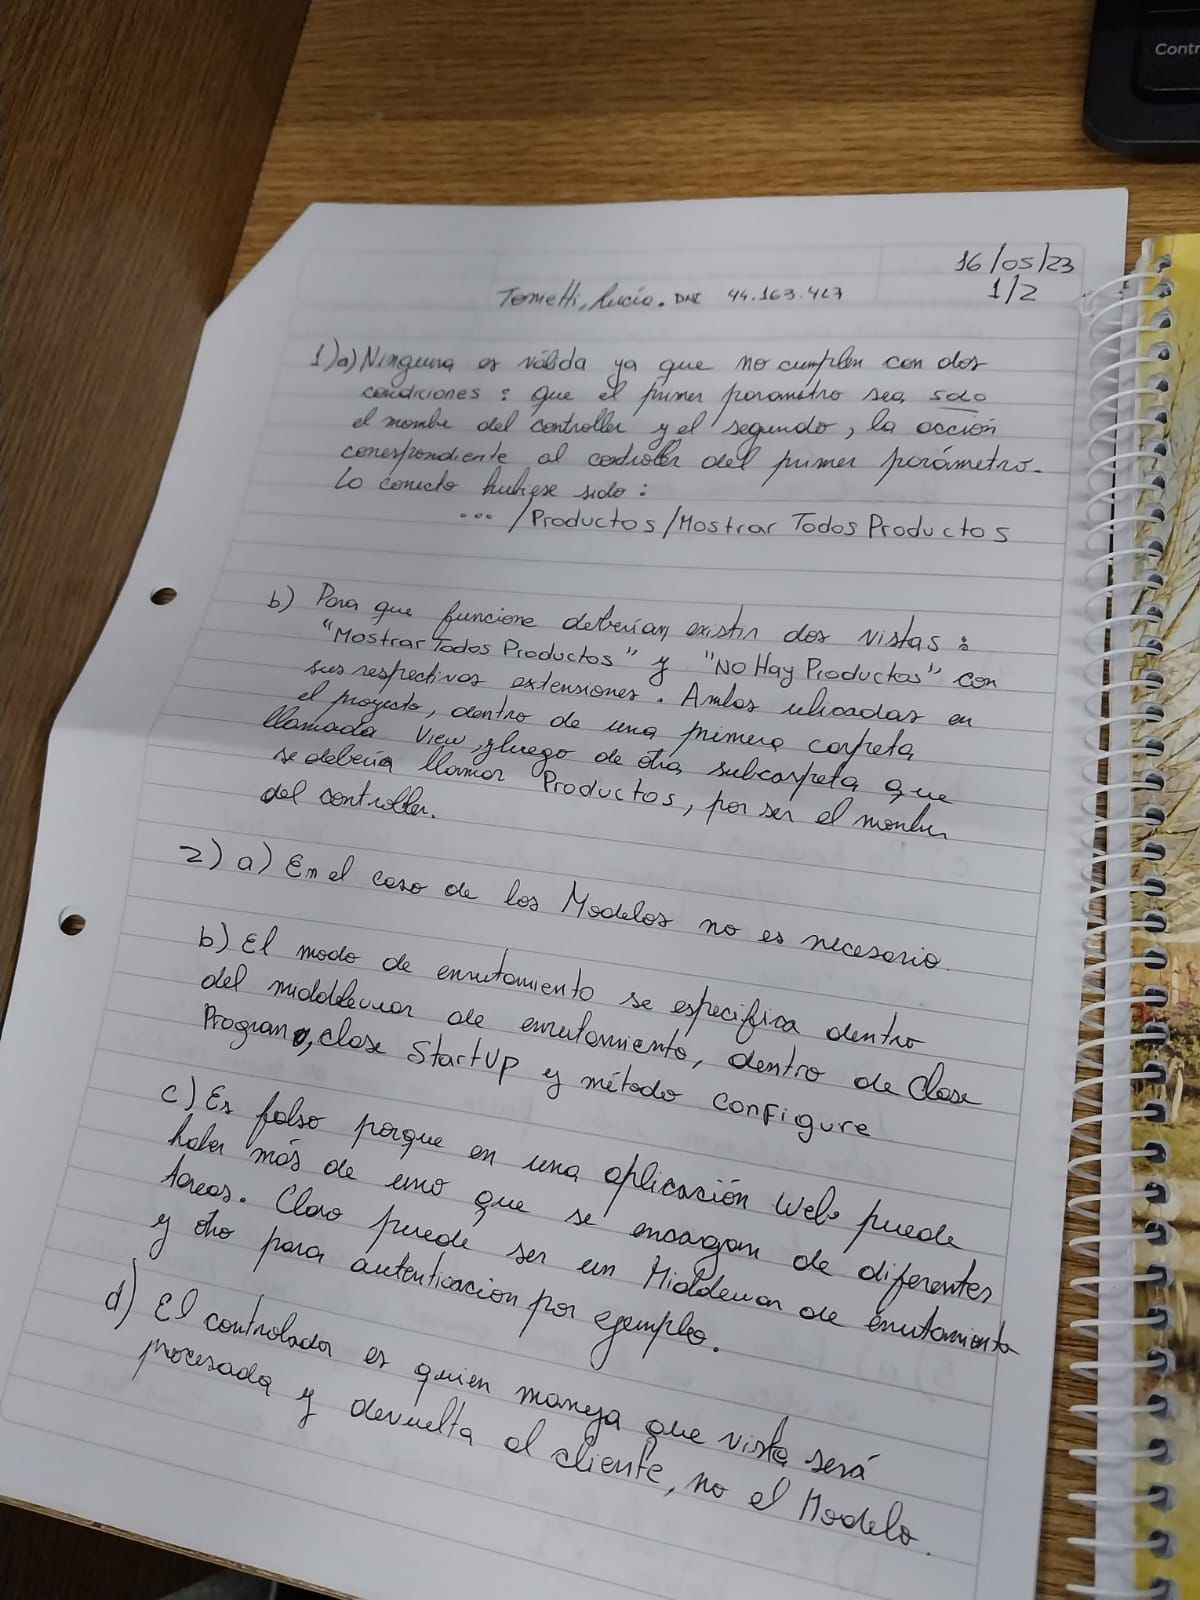 Contr
16/05/23
1/2
Tometti, Lucio. DNI 44.163.427
1) a) Ninguna es válida ya que no cumplen con dos
condiciones: que el primer parametro sea solo
el nombre del controller y el segundo, la acción
correspondiente al controller del primer parámetro.
Lo correcto hubiese sido:
... /Productos/Mostrar Todos Productos
b) Para que funcione deberían existir dos vistas:
"Mostrar Todos Productos" y "No Hay Productos" con
sus respectivas extensiones. Ambas ubicadas en
el proyecto, dentro de una primera carpeta
llamada View, y luego de otra subcarpeta que
se debería llamar Productos, por ser el nombre
del controller.
2) a) En el caso de los Modelos no es necesario.
b) El modo de enrutamiento se especifica dentro
del middlewar de enrutamiento, dentro de clase
Program, clase StartUp y método configure
c) Es falso porque en una aplicación Web puede
haber más de uno que se encargan de diferentes
tareas. Claro puede ser un Middlewar de enrutamiento
y otro para autenticacion por ejemplo.
d) El controlador es quien maneja que vista será
procesada y devuelta al cliente, no el Modelo.